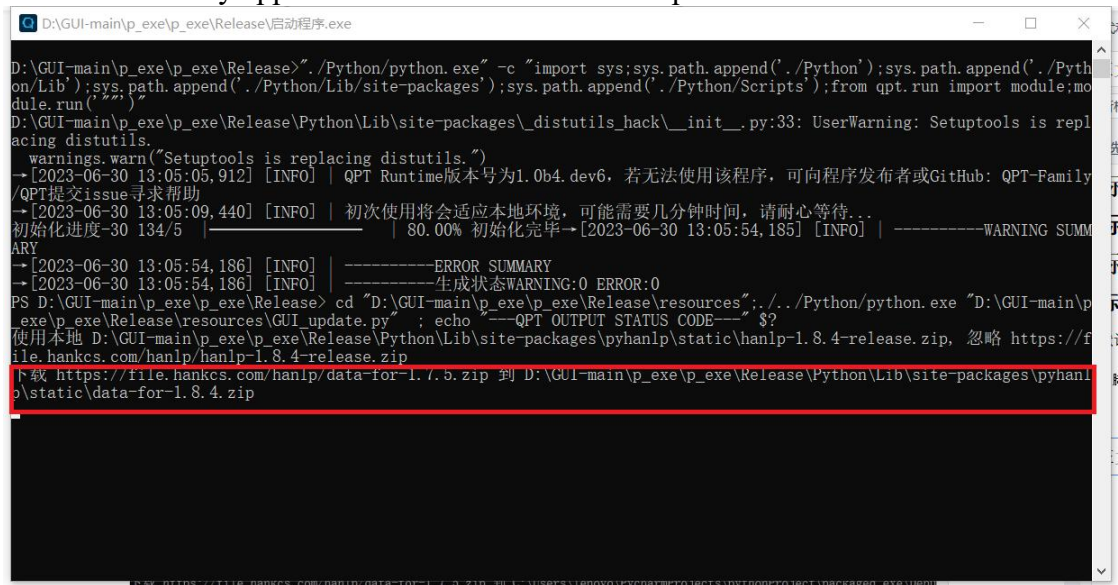 D:\GUI-main\p_exe\p_exe\Release\启动程序.exe
D:\GUI-main\p_exe\p_exe\Release>"./Python/python.exe" -c "import sys;sys.path.append('./Python');sys.path.append('./Pyth
on/Lib');sys.path.append('./Python/Lib/site-packages');sys.path.append('./Python/Scripts');from qpt.run import module;mo
dule.run('""')"
D:\GUI-main\p_exe\p_exe\Release\Python\Lib\site-packages\_distutils_hack\__init__.py:33: UserWarning: Setuptools is repl
acing distutils.
warnings.warn("Setuptools is replacing distutils.")
→[2023-06-30 13:05:05,912] [INFO] | QPT Runtime版本号为1.0b4.dev6，若无法使用该程序，可向程序发布者或GitHub: QPT-Family
/QPT提交issue寻求帮助
→[2023-06-30 13:05:09,440] [INFO] | 初次使用将会适应本地环境，可能需要几分钟时间，请耐心等待...
初始化进度-30 134/5 |———————— | 80.00% 初始化完毕→[2023-06-30 13:05:54,185] [INFO] | ----------WARNING SUMM
ARY
→[2023-06-30 13:05:54,186] [INFO] | ----------ERROR SUMMARY
→[2023-06-30 13:05:54,186] [INFO] | ----------生成状态WARNING:0 ERROR:0
PS D:\GUI-main\p_exe\p_exe\Release> cd "D:\GUI-main\p_exe\p_exe\Release\resources";./../Python/python.exe "D:\GUI-main\p
_exe\p_exe\Release\resources\GUI_update.py" ; echo "---QPT OUTPUT STATUS CODE---" $?
使用本地 D:\GUI-main\p_exe\p_exe\Release\Python\Lib\site-packages\pyhanlp\static\hanlp-1.8.4-release.zip, 忽略 https://f
ile.hankcs.com/hanlp/hanlp-1.8.4-release.zip
下载 https://file.hankcs.com/hanlp/data-for-1.7.5.zip 到 D:\GUI-main\p_exe\p_exe\Release\Python\Lib\site-packages\pyhanl
p\static\data-for-1.8.4.zip